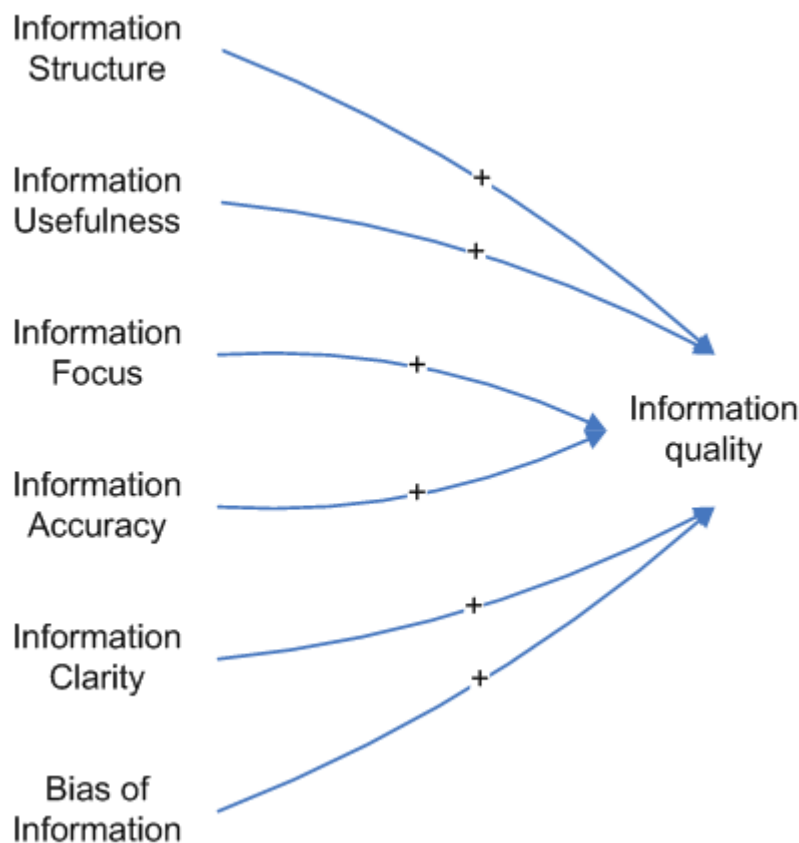 Information
Structure
+
Information
Usefulness
+
Information
Focus
+
Information
quality
Information
Accuracy
+
Information
Clarity
+
+
Bias of
Information